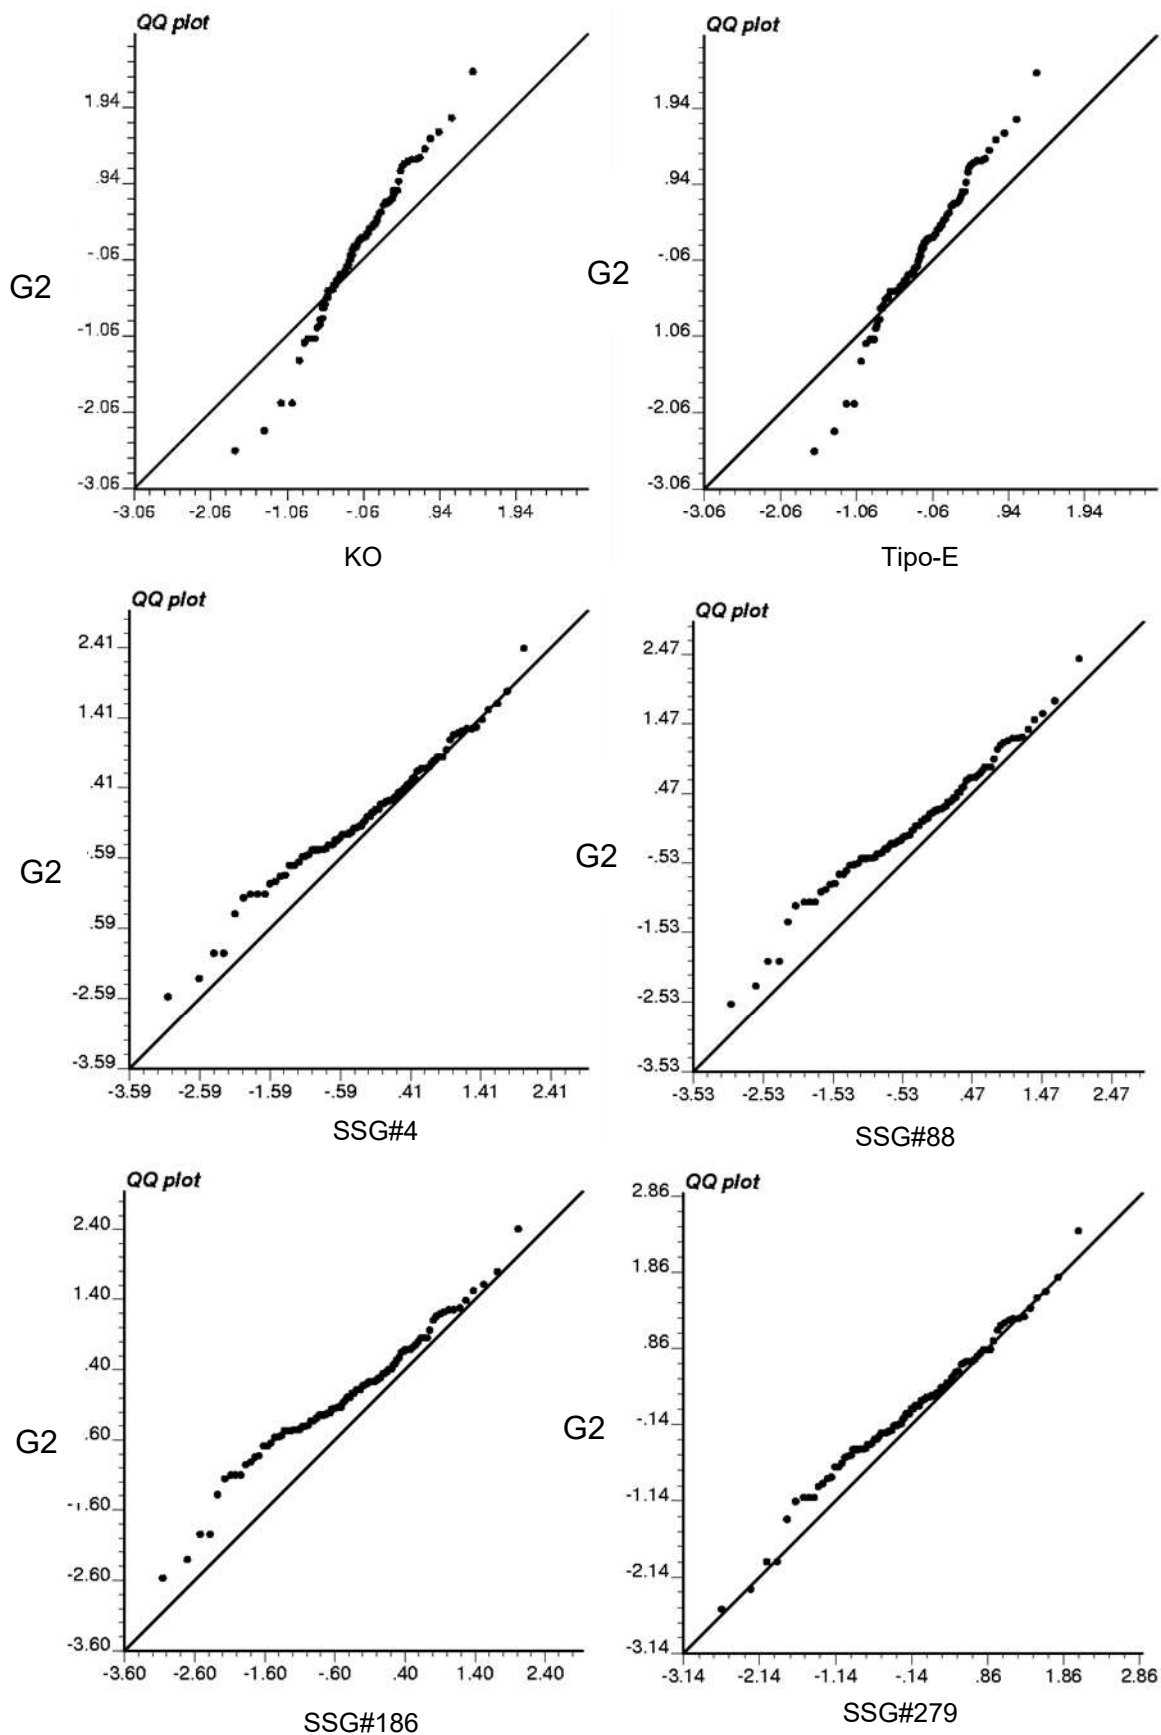 QQ plot
QQ plot
1.94
.94
-.06
-1.06
-2.06
-3.06
G2
-3.06 -2.06 -1.06 -.06 .94 1.94
KO
1.94
.94
-.06
1.06
-2.06
-3.06
G2
-3.06 -2.06 -1.06 -.06 .94 1.94
Tipo-E
QQ plot
2.41
1.41
.41
.59
.59
-2.59
-3.59
G2
-3.59 -2.59 -1.59 -.59 .41 1.41 2.41
SSG#4
QQ plot
2.47
1.47
.47
-.53
-1.53
-2.53
-3.53
G2
-3.53 -2.53 -1.53 -.53 .47 1.47 2.47
SSG#88
QQ plot
2.40
1.40
.40
.60
-1.60
-2.60
-3.60
G2
-3.60 -2.60 -1.60 -.60 .40 1.40 2.40
SSG#186
QQ plot
2.86
1.86
.86
-.14
-1.14
-2.14
-3.14
G2
-3.14 -2.14 -1.14 -.14 .86 1.86 2.86
SSG#279